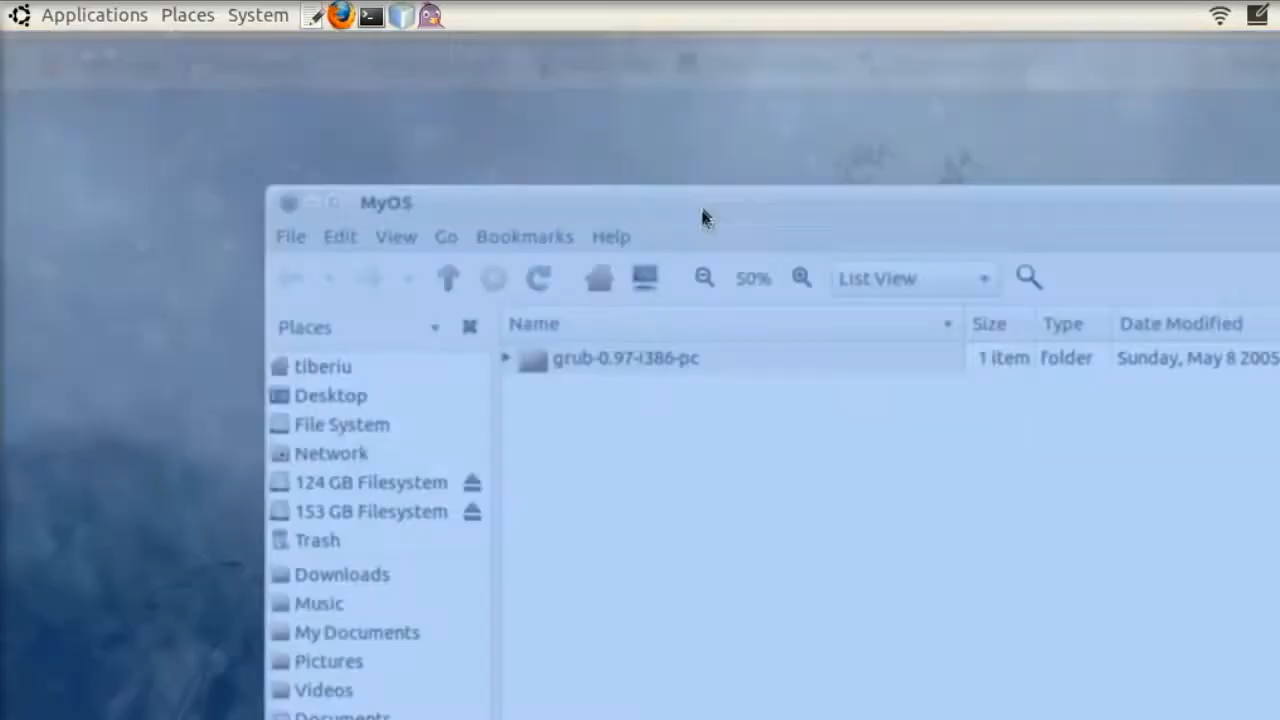 Applications Places System
MyOS
File Edit View Go Bookmarks Help
50% List View
Places
Name Size Type Date Modified
tiberiu
grub-0.97-i386-pc 1 item folder Sunday, May 8 2005
Desktop
File System
Network
124 GB Filesystem
153 GB Filesystem
Trash
Downloads
Music
My Documents
Pictures
Videos
Documents